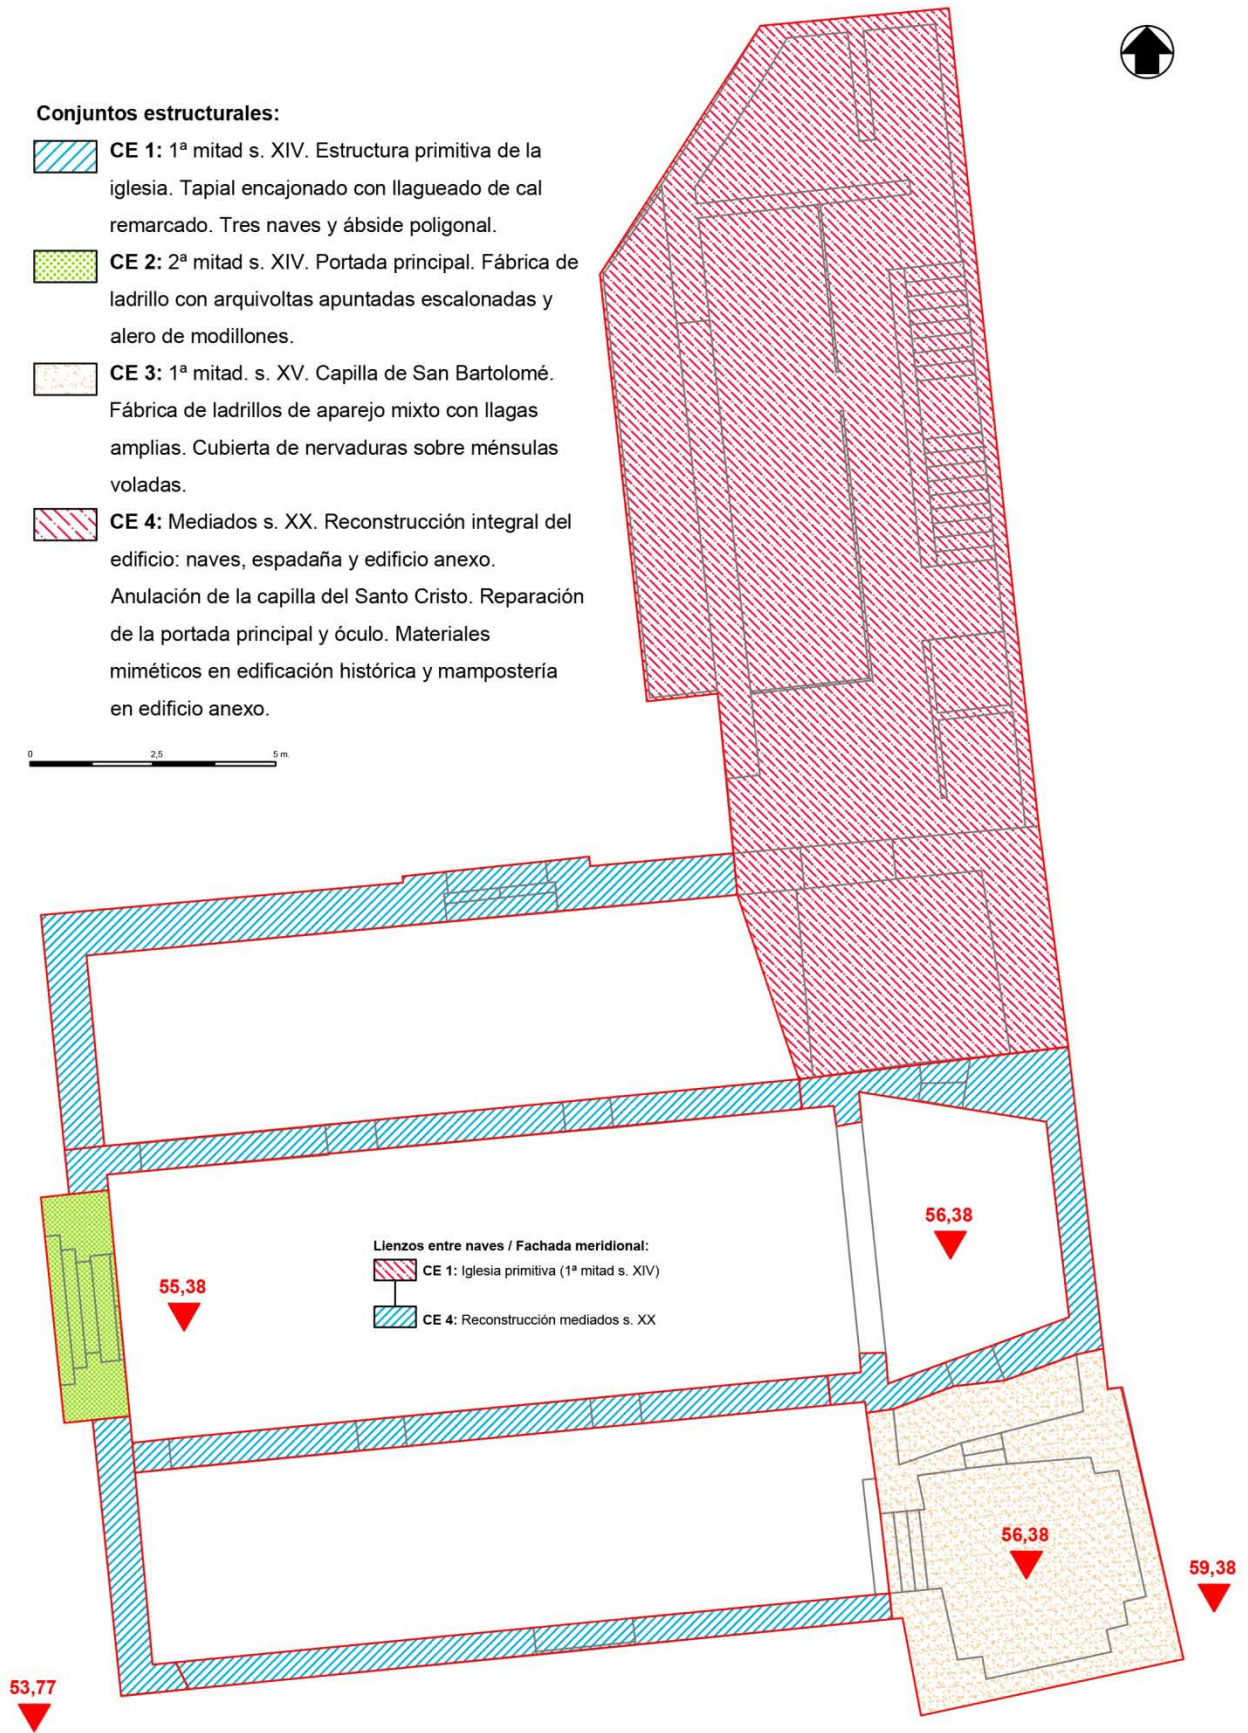 Conjuntos estructurales:
CE 1: 1ª mitad s. XIV. Estructura primitiva de la
iglesia. Tapial encajonado con llagueado de cal
remarcado. Tres naves y ábside poligonal.
CE 2: 2ª mitad s. XIV. Portada principal. Fábrica de
ladrillo con arquivoltas apuntadas escalonadas y
alero de modillones.
CE 3: 1ª mitad. s. XV. Capilla de San Bartolomé.
Fábrica de ladrillos de aparejo mixto con llagas
amplias. Cubierta de nervaduras sobre ménsulas
voladas.
CE 4: Mediados s. XX. Reconstrucción integral del
edificio: naves, espadaña y edificio anexo.
Anulación de la capilla del Santo Cristo. Reparación
de la portada principal y óculo. Materiales
miméticos en edificación histórica y mampostería
en edificio anexo.
0 2,5 5 m.
56,38
Lienzos entre naves / Fachada meridional:
CE 1: Iglesia primitiva (1ª mitad s. XIV)
55,38
CE 4: Reconstrucción mediados s. XX
56,38
59,38
53,77